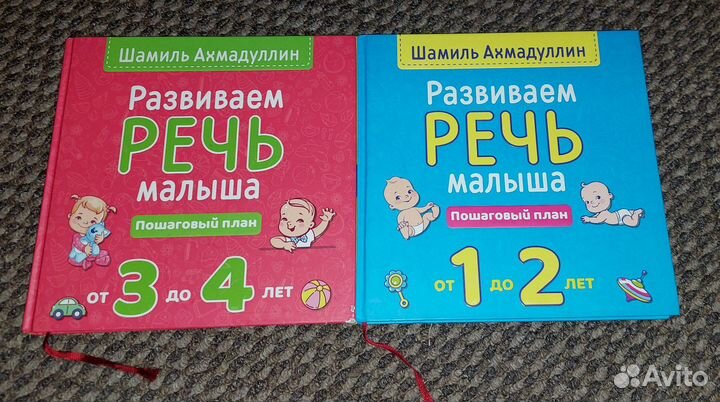 Шамиль Ахмадуллин
Развиваем
РЕЧЬ
малыша
Пошаговый план
от 3 до 4 лет
Шамиль Ахмадуллин
Развиваем
РЕЧЬ
малыша
Пошаговый план
от 1 до 2 лет
Avito